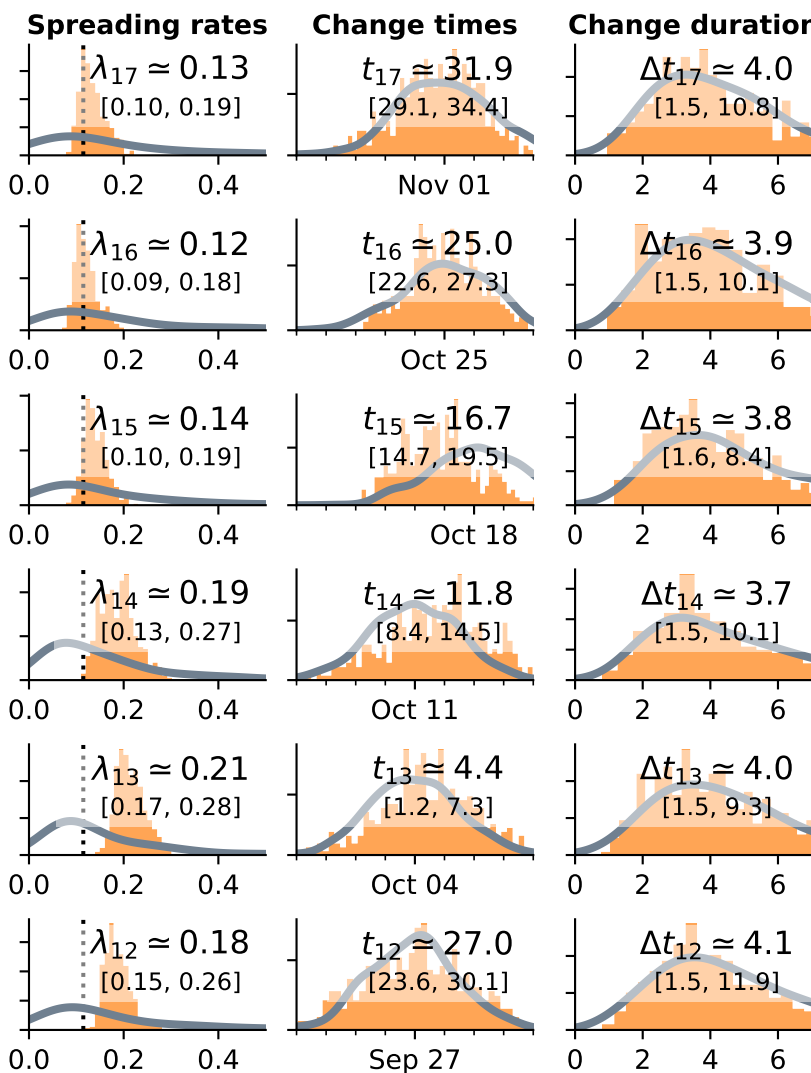 Spreading rates Change times Change duration
λ17 ≃ 0.13 t17 ≃ 31.9 Δt17 ≃ 4.0
[0.10, 0.19] [29.1, 34.4] [1.5, 10.8]
0.0 0.2 0.4 Nov 01 0 2 4 6
λ16 ≃ 0.12 t16 ≃ 25.0 Δt16 ≃ 3.9
[0.09, 0.18] [22.6, 27.3] [1.5, 10.1]
0.0 0.2 0.4 Oct 25 0 2 4 6
λ15 ≃ 0.14 t15 ≃ 16.7 Δt15 ≃ 3.8
[0.10, 0.19] [14.7, 19.5] [1.6, 8.4]
0.0 0.2 0.4 Oct 18 0 2 4 6
λ14 ≃ 0.19 t14 ≃ 11.8 Δt14 ≃ 3.7
[0.13, 0.27] [8.4, 14.5] [1.5, 10.1]
0.0 0.2 0.4 Oct 11 0 2 4 6
λ13 ≃ 0.21 t13 ≃ 4.4 Δt13 ≃ 4.0
[0.17, 0.28] [1.2, 7.3] [1.5, 9.3]
0.0 0.2 0.4 Oct 04 0 2 4 6
λ12 ≃ 0.18 t12 ≃ 27.0 Δt12 ≃ 4.1
[0.15, 0.26] [23.6, 30.1] [1.5, 11.9]
0.0 0.2 0.4 Sep 27 0 2 4 6